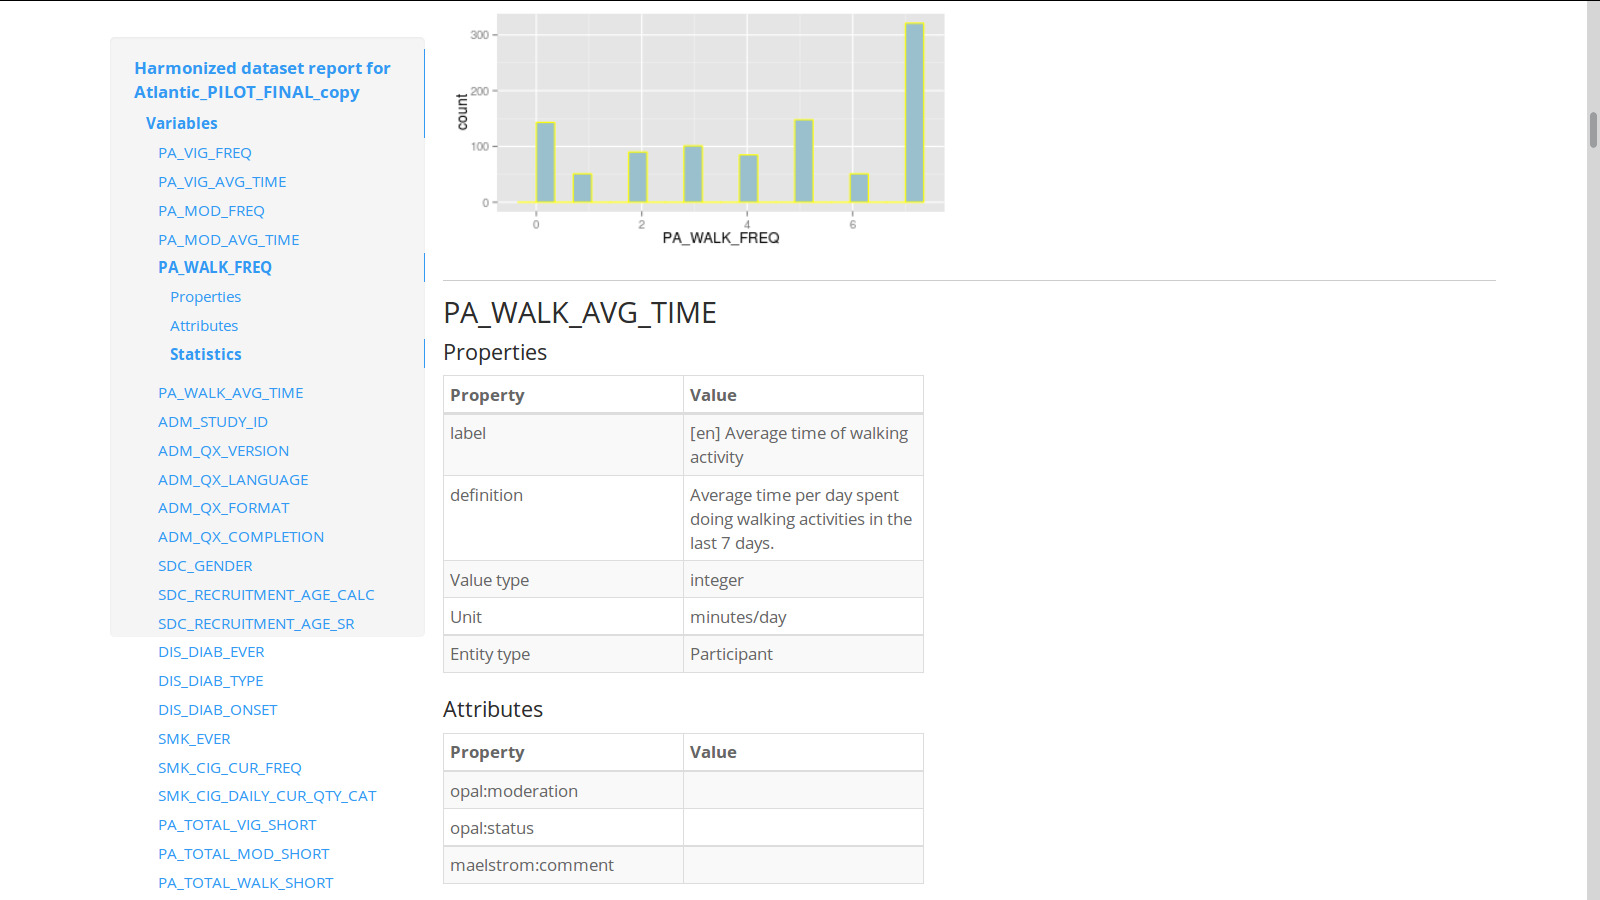 Harmonized dataset report for
Atlantic_PILOT_FINAL_copy
Variables
PA_VIG_FREQ
PA_VIG_AVG_TIME
PA_MOD_FREQ
PA_MOD_AVG_TIME
PA_WALK_FREQ
Properties
Attributes
Statistics
PA_WALK_AVG_TIME
ADM_STUDY_ID
ADM_QX_VERSION
ADM_QX_LANGUAGE
ADM_QX_FORMAT
ADM_QX_COMPLETION
SDC_GENDER
SDC_RECRUITMENT_AGE_CALC
SDC_RECRUITMENT_AGE_SR
DIS_DIAB_EVER
DIS_DIAB_TYPE
DIS_DIAB_ONSET
SMK_EVER
SMK_CIG_CUR_FREQ
SMK_CIG_DAILY_CUR_QTY_CAT
PA_TOTAL_VIG_SHORT
PA_TOTAL_MOD_SHORT
PA_TOTAL_WALK_SHORT
count
300
200
100
0
0 2 4 6
PA_WALK_FREQ
PA_WALK_AVG_TIME
Properties
Property Value
label [en] Average time of walking
activity
definition Average time per day spent
doing walking activities in the
last 7 days.
Value type integer
Unit minutes/day
Entity type Participant
Attributes
Property Value
opal:moderation
opal:status
maelstrom:comment